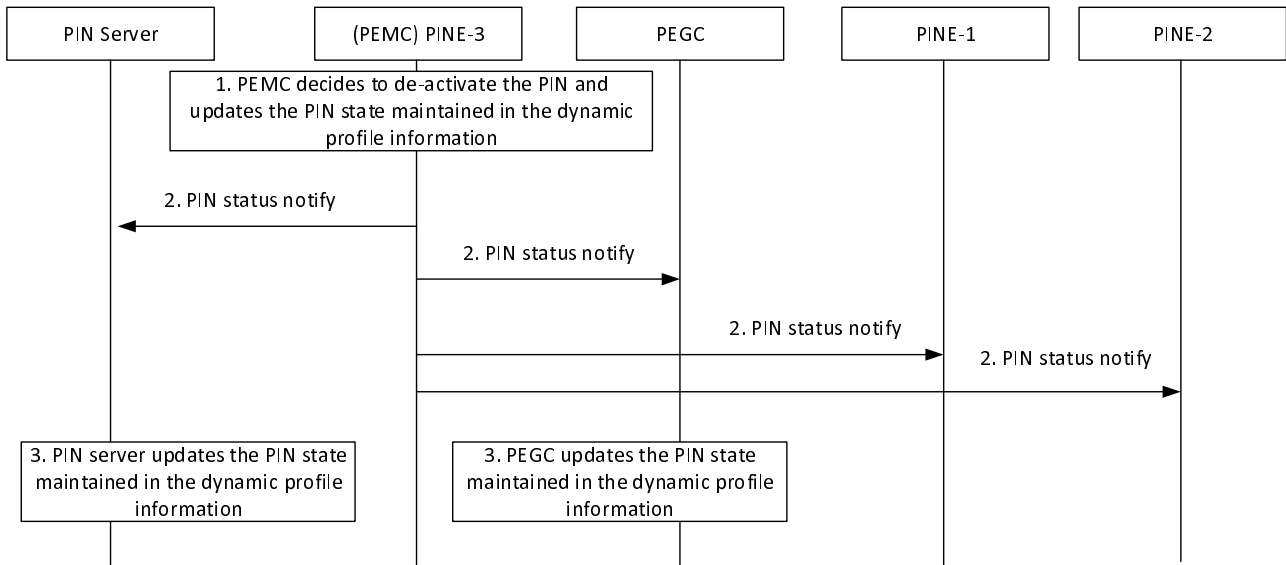 PIN Server
(PEMC) PINE-3
PEGC
PINE-1
PINE-2
1. PEMC decides to de-activate the PIN and
updates the PIN state maintained in the dynamic
profile information
2. PIN status notify
2. PIN status notify
2. PIN status notify
2. PIN status notify
3. PIN server updates the PIN state
maintained in the dynamic profile
information
3. PEGC updates the PIN state
maintained in the dynamic profile
information